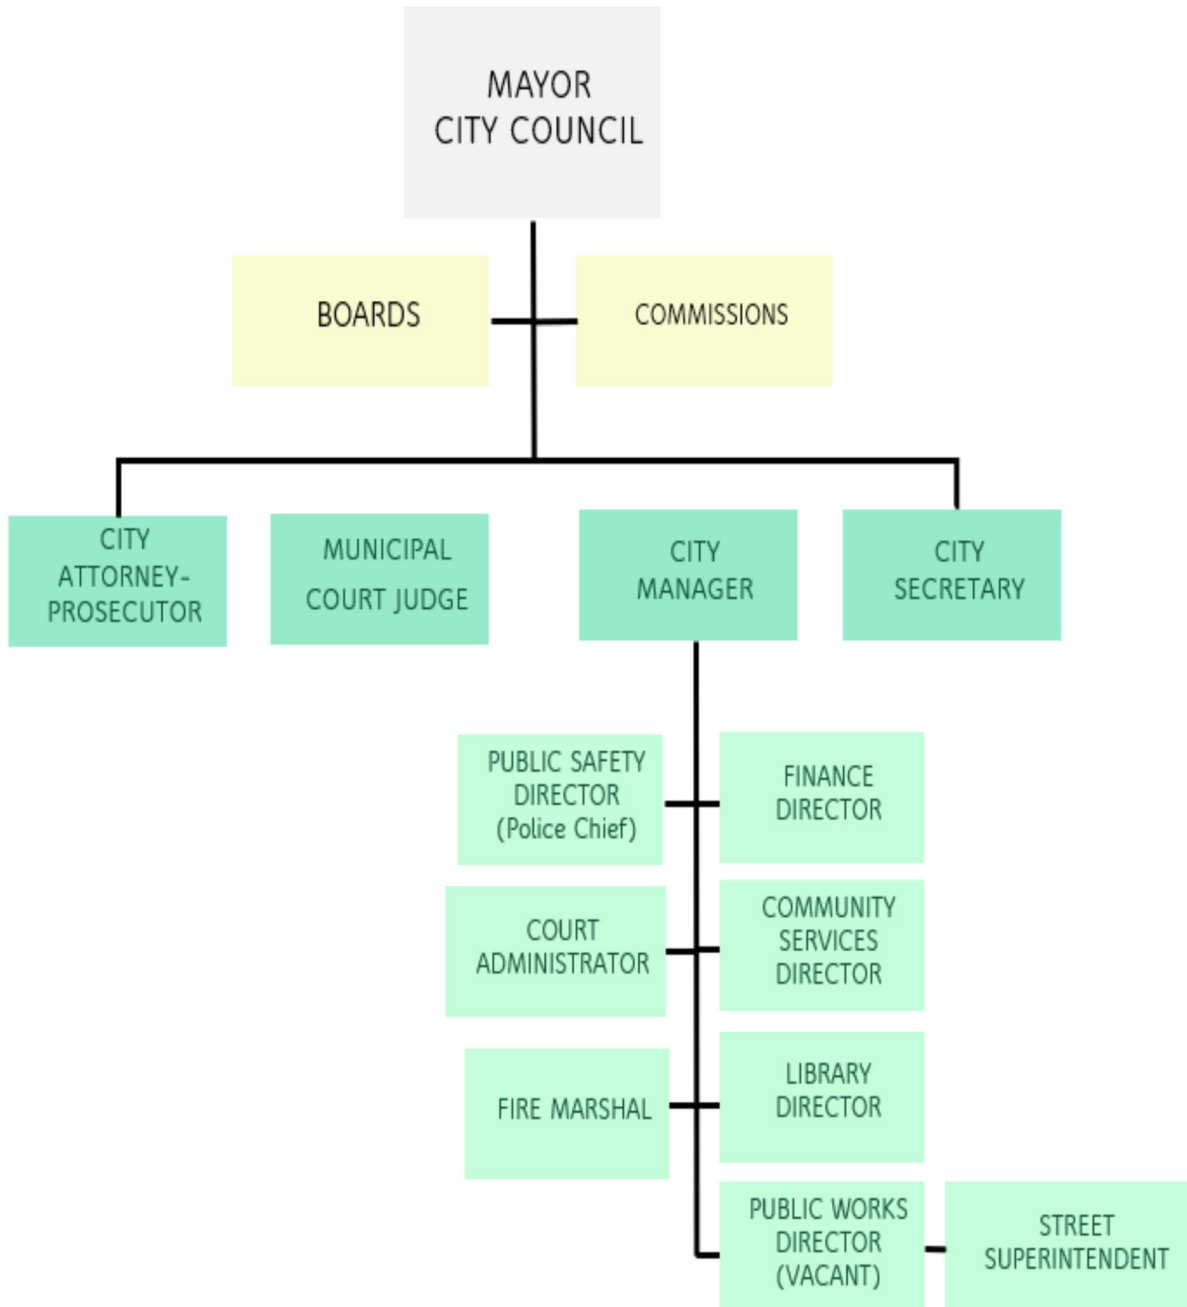 MAYOR
CITY COUNCIL
BOARDS
COMMISSIONS
CITY
ATTORNEY-
PROSECUTOR
MUNICIPAL
COURT JUDGE
CITY
MANAGER
CITY
SECRETARY
PUBLIC SAFETY
DIRECTOR
(Police Chief)
FINANCE
DIRECTOR
COURT
ADMINISTRATOR
COMMUNITY
SERVICES
DIRECTOR
FIRE MARSHAL
LIBRARY
DIRECTOR
PUBLIC WORKS
DIRECTOR
(VACANT)
STREET
SUPERINTENDENT